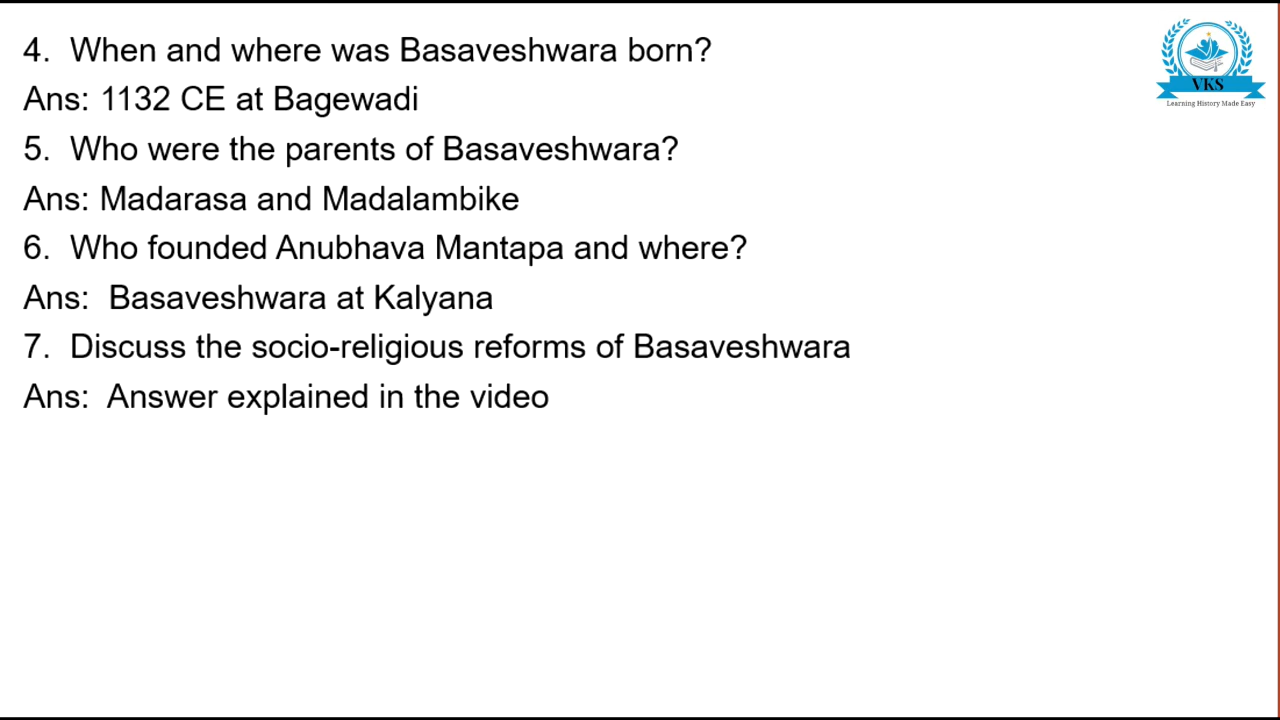 4. When and where was Basaveshwara born?
Ans: 1132 CE at Bagewadi
5. Who were the parents of Basaveshwara?
Ans: Madarasa and Madalambike
6. Who founded Anubhava Mantapa and where?
Ans: Basaveshwara at Kalyana
7. Discuss the socio-religious reforms of Basaveshwara
Ans: Answer explained in the video
VKS
Learning History Made Easy